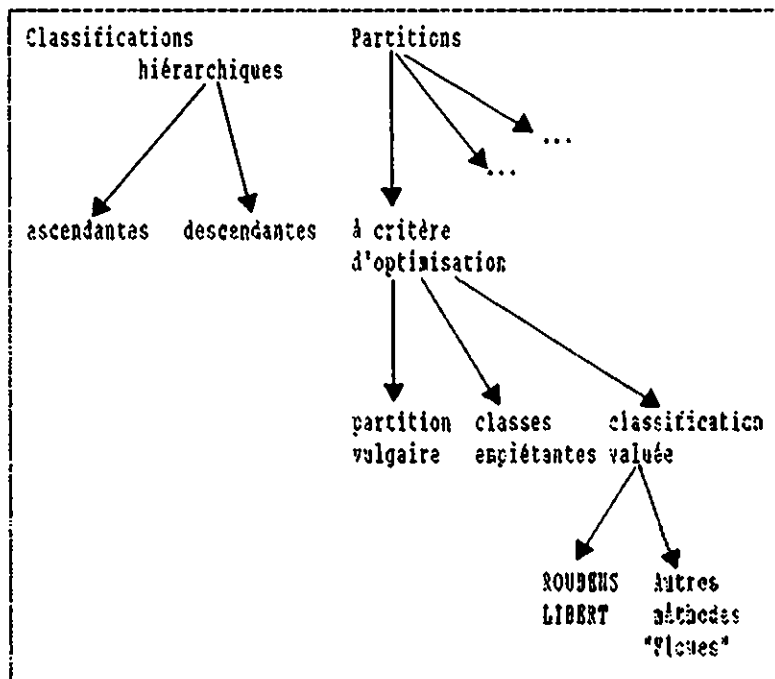 Classifications
hiérarchiques
Partitions
...
...
ascendantes
descendantes
à critère
d'optimisation
partition
vulgaire
classes
empiétantes
classification
valuée
ROUBENS
LIBERT
Autres
méthodes
"Floues"